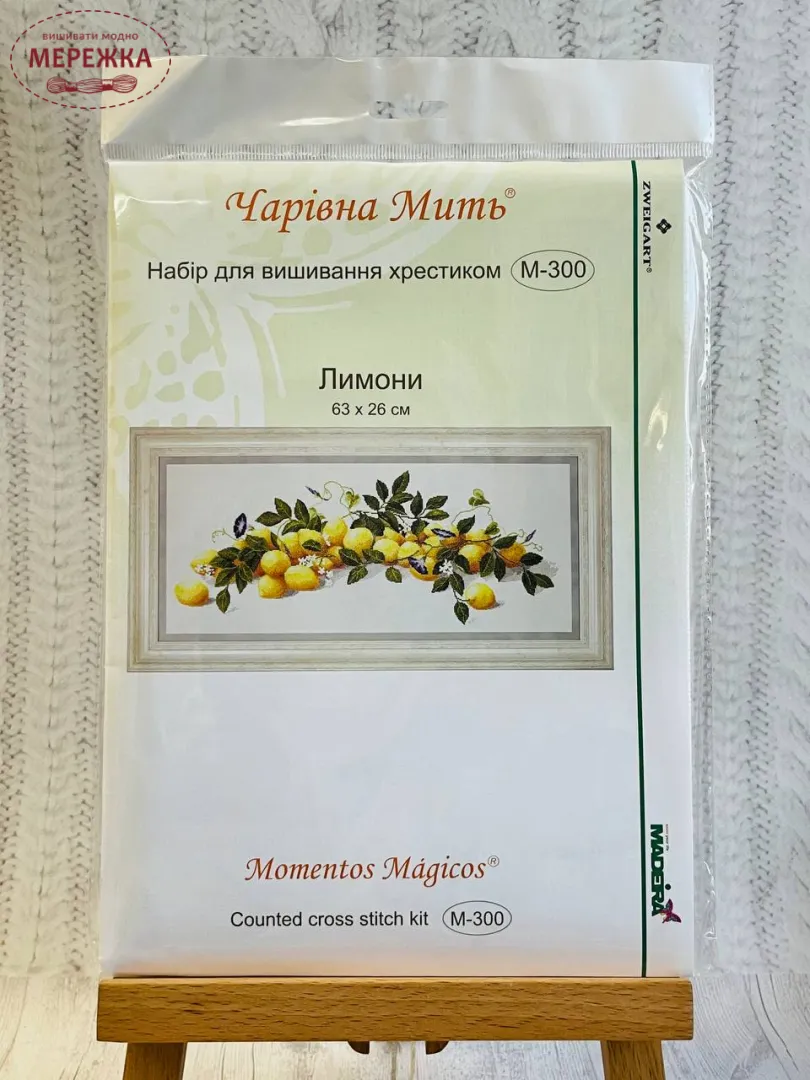 вишивати модно
МЕРЕЖКА
Чарівна Мить®
Набір для вишивання хрестиком М-300
ZWEIGART®
Лимони
63 х 26 см
Momentos Mágicos®
Counted cross stitch kit М-300
MADEIRA